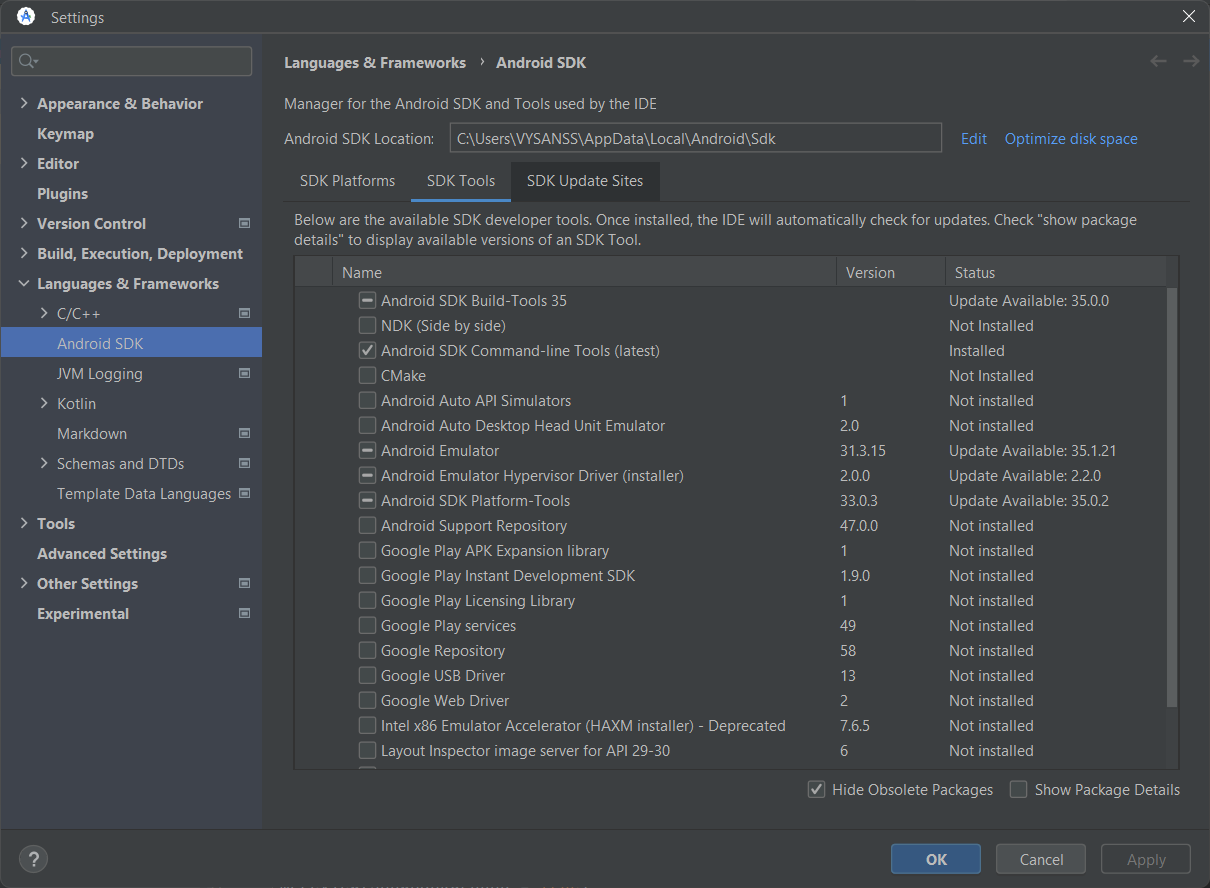 Settings
Languages & Frameworks › Android SDK
Appearance & Behavior
Keymap
Editor
Plugins
Version Control
Build, Execution, Deployment
Languages & Frameworks
C/C++
Android SDK
JVM Logging
Kotlin
Markdown
Schemas and DTDs
Template Data Languages
Tools
Advanced Settings
Other Settings
Experimental
Manager for the Android SDK and Tools used by the IDE
Android SDK Location: C:\Users\VYSANSS\AppData\Local\Android\Sdk Edit Optimize disk space
SDK Platforms SDK Tools SDK Update Sites
Below are the available SDK developer tools. Once installed, the IDE will automatically check for updates. Check "show package
details" to display available versions of an SDK Tool.
Name Version Status
Android SDK Build-Tools 35 Update Available: 35.0.0
NDK (Side by side) Not Installed
Android SDK Command-line Tools (latest) Installed
CMake Not Installed
Android Auto API Simulators 1 Not installed
Android Auto Desktop Head Unit Emulator 2.0 Not installed
Android Emulator 31.3.15 Update Available: 35.1.21
Android Emulator Hypervisor Driver (installer) 2.0.0 Update Available: 2.2.0
Android SDK Platform-Tools 33.0.3 Update Available: 35.0.2
Android Support Repository 47.0.0 Not installed
Google Play APK Expansion library 1 Not installed
Google Play Instant Development SDK 1.9.0 Not installed
Google Play Licensing Library 1 Not installed
Google Play services 49 Not installed
Google Repository 58 Not installed
Google USB Driver 13 Not installed
Google Web Driver 2 Not installed
Intel x86 Emulator Accelerator (HAXM installer) - Deprecated 7.6.5 Not installed
Layout Inspector image server for API 29-30 6 Not installed
Hide Obsolete Packages Show Package Details
? OK Cancel Apply